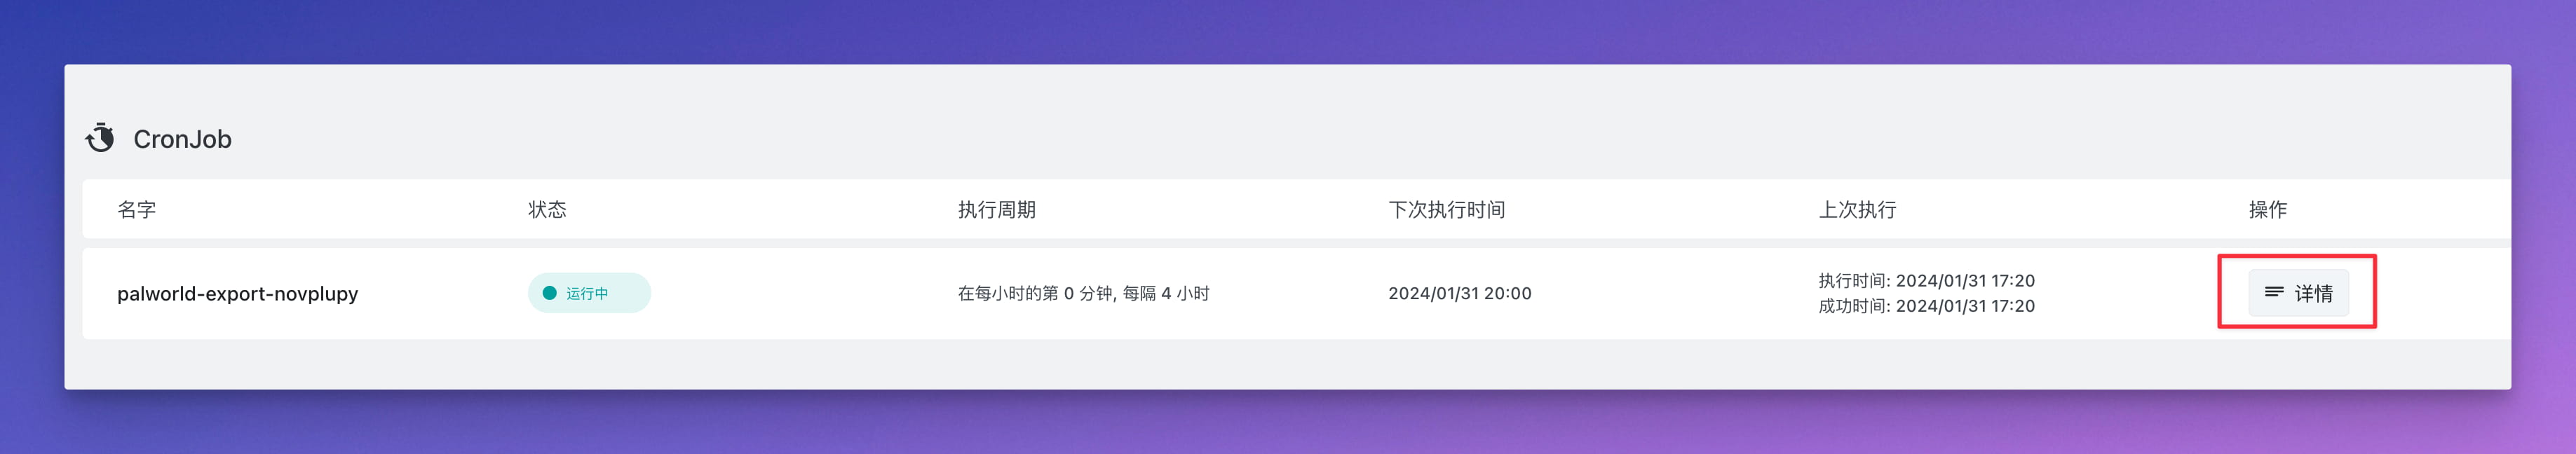 CronJob
名字 状态 执行周期 下次执行时间 上次执行 操作
palworld-export-novplupy 运行中 在每小时的第 0 分钟, 每隔 4 小时 2024/01/31 20:00 执行时间: 2024/01/31 17:20 详情
成功时间: 2024/01/31 17:20